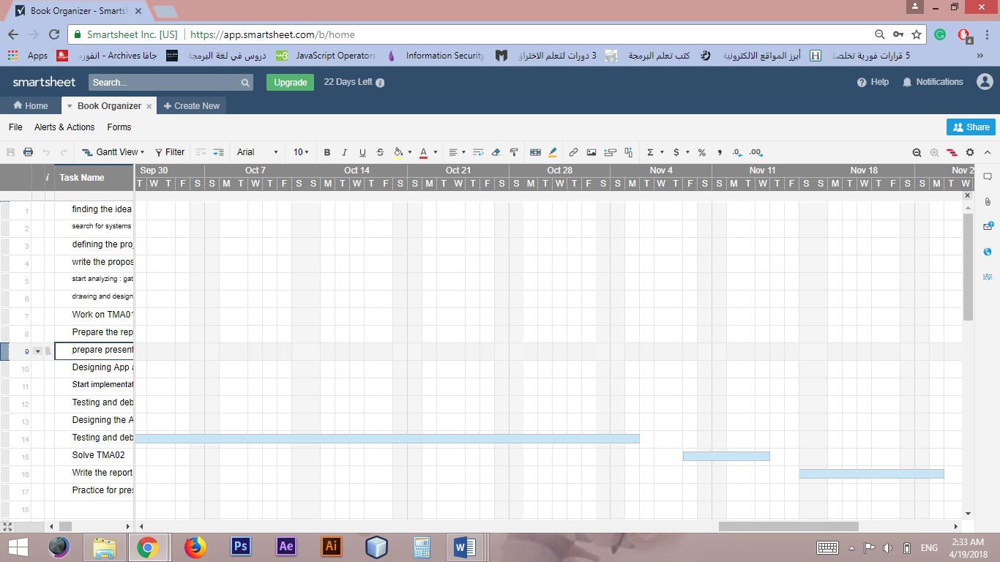 Book Organizer - Smartsh
Smartsheet Inc. [US] https://app.smartsheet.com/b/home
4
Apps جافا Archives - انفورم دروس في لغة البرمجة JavaScript Operators Information Security 3 دورات لتعلم الاختراق كتب تعلم البرمجة أبرز المواقع الالكترونية H 5 قرارات فورية تخلصك »
smartsheet Search... Upgrade 22 Days Left Help Notifications
Home Book Organizer Create New
File Alerts & Actions Forms Share
Gantt View Filter Arial 10 B I U S A Σ $ % .0 .00
i Task Name Sep 30 Oct 7 Oct 14 Oct 21 Oct 28 Nov 4 Nov 11 Nov 18 Nov 2
T W T F S S M T W T F S S M T W T F S S M T W T F S S M T W T F S S M T W T F S S M T W T F S S M T W T F S S M T W
1 finding the idea
2 search for systems
3 defining the proj
4 write the propos
5 start analyzing : gat
6 drawing and design
7 Work on TMA01
8 Prepare the rep
9 prepare present
10 Designing App a
11 Start implementat
12 Testing and deb
13 Designing the A
14 Testing and deb
15 Solve TMA02
16 Write the report
17 Practice for pres
18
Ps Ae Ai W ENG 2:33 AM
4/19/2018